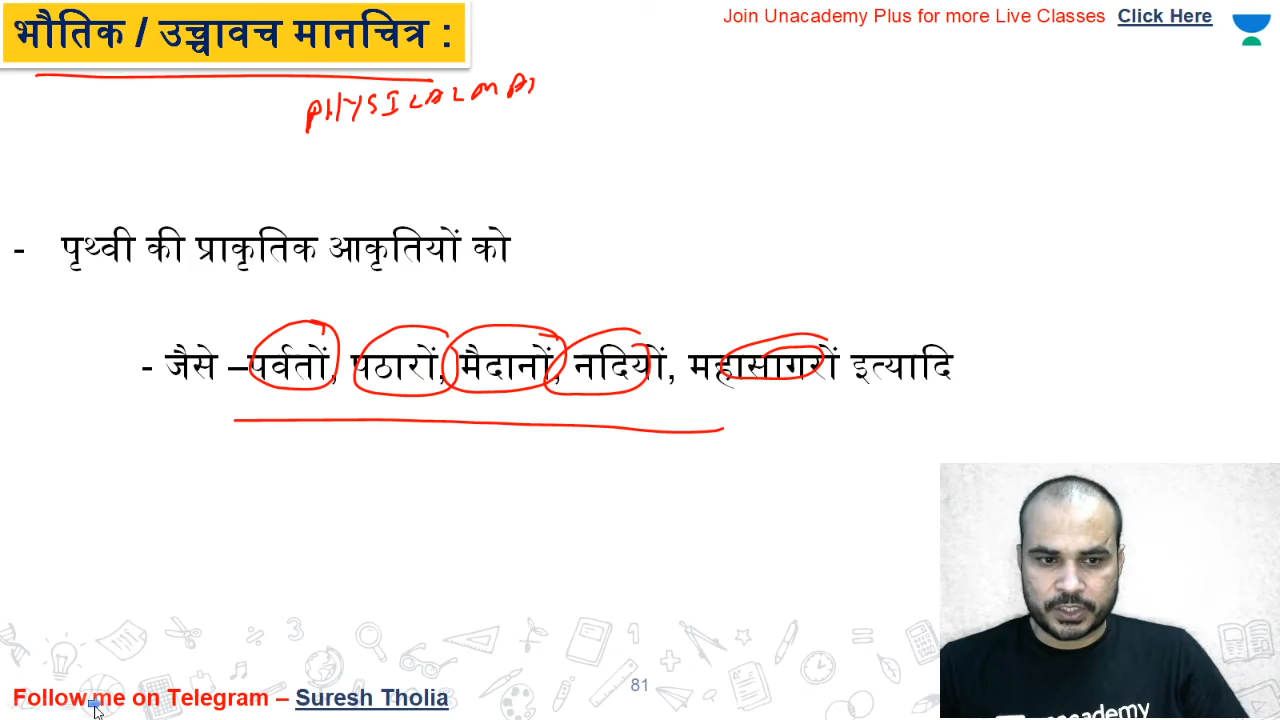 भौतिक / उच्चावच मानचित्र :
Join Unacademy Plus for more Live Classes Click Here
PHYSICAL MAP
- पृथ्वी की प्राकृतिक आकृतियों को
- जैसे –पर्वतों, पठारों, मैदानों, नदियों, महासागरों इत्यादि
81
Follow me on Telegram – Suresh Tholia